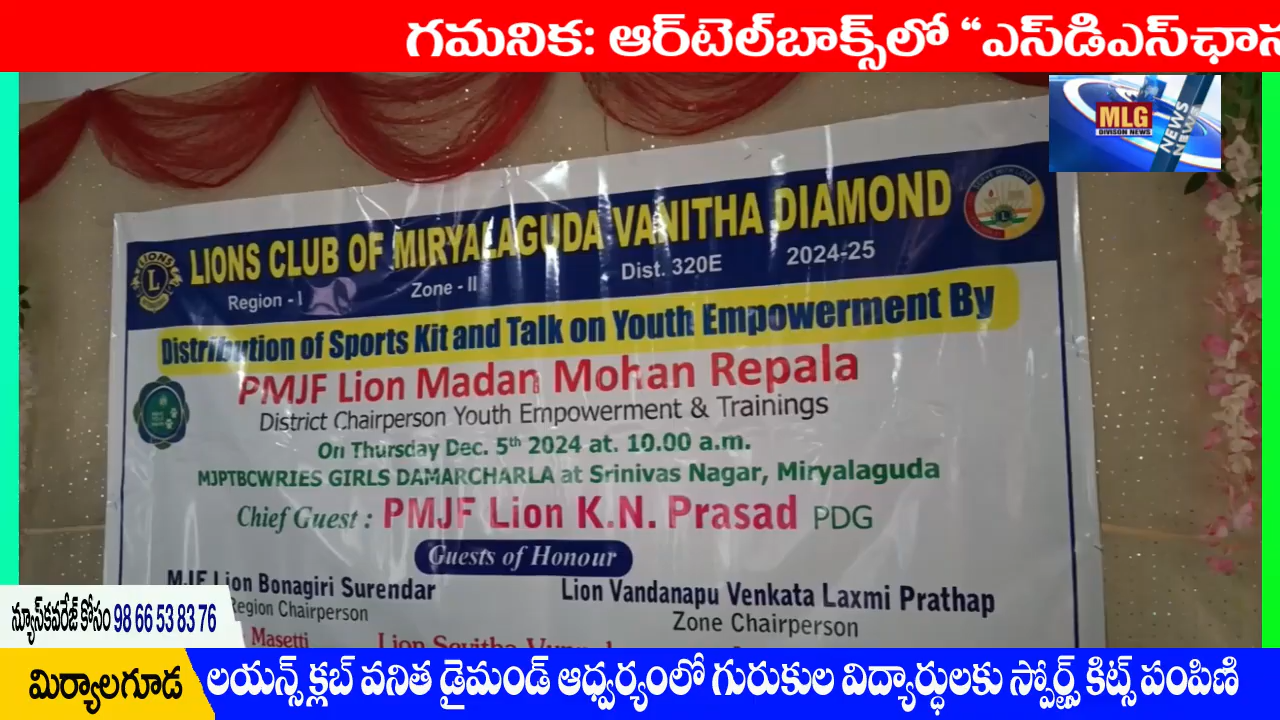 గమనిక: ఆర్‌టెల్‌బాక్స్‌లో “ఎస్‌డిఎస్‌ఛాన
MLG
DIVISON NEWS
NEWS
NEWS
LIONS CLUB OF MIRYALAGUDA VANITHA DIAMOND
Region - I Zone - II Dist. 320E 2024-25
LIONS
L
Distribution of Sports Kit and Talk on Youth Empowerment By
PMJF Lion Madan Mohan Repala
District Chairperson Youth Empowerment & Trainings
On Thursday Dec. 5th 2024 at. 10.00 a.m.
MJPTBCWRIES GIRLS DAMARCHARLA at Srinivas Nagar, Miryalaguda
Chief Guest : PMJF Lion K.N. Prasad PDG
Guests of Honour
MJF Lion Bonagiri Surendar Lion Vandanapu Venkata Laxmi Prathap
Region Chairperson Zone Chairperson
Masetti Lion
న్యూస్‌కవరేజ్ కోసం 98 66 53 83 76
మిర్యాలగూడ
లయన్స్ క్లబ్ వనిత డైమండ్ ఆధ్వర్యంలో గురుకుల విద్యార్ధులకు స్పోర్ట్స్ కిట్స్ పంపిణి